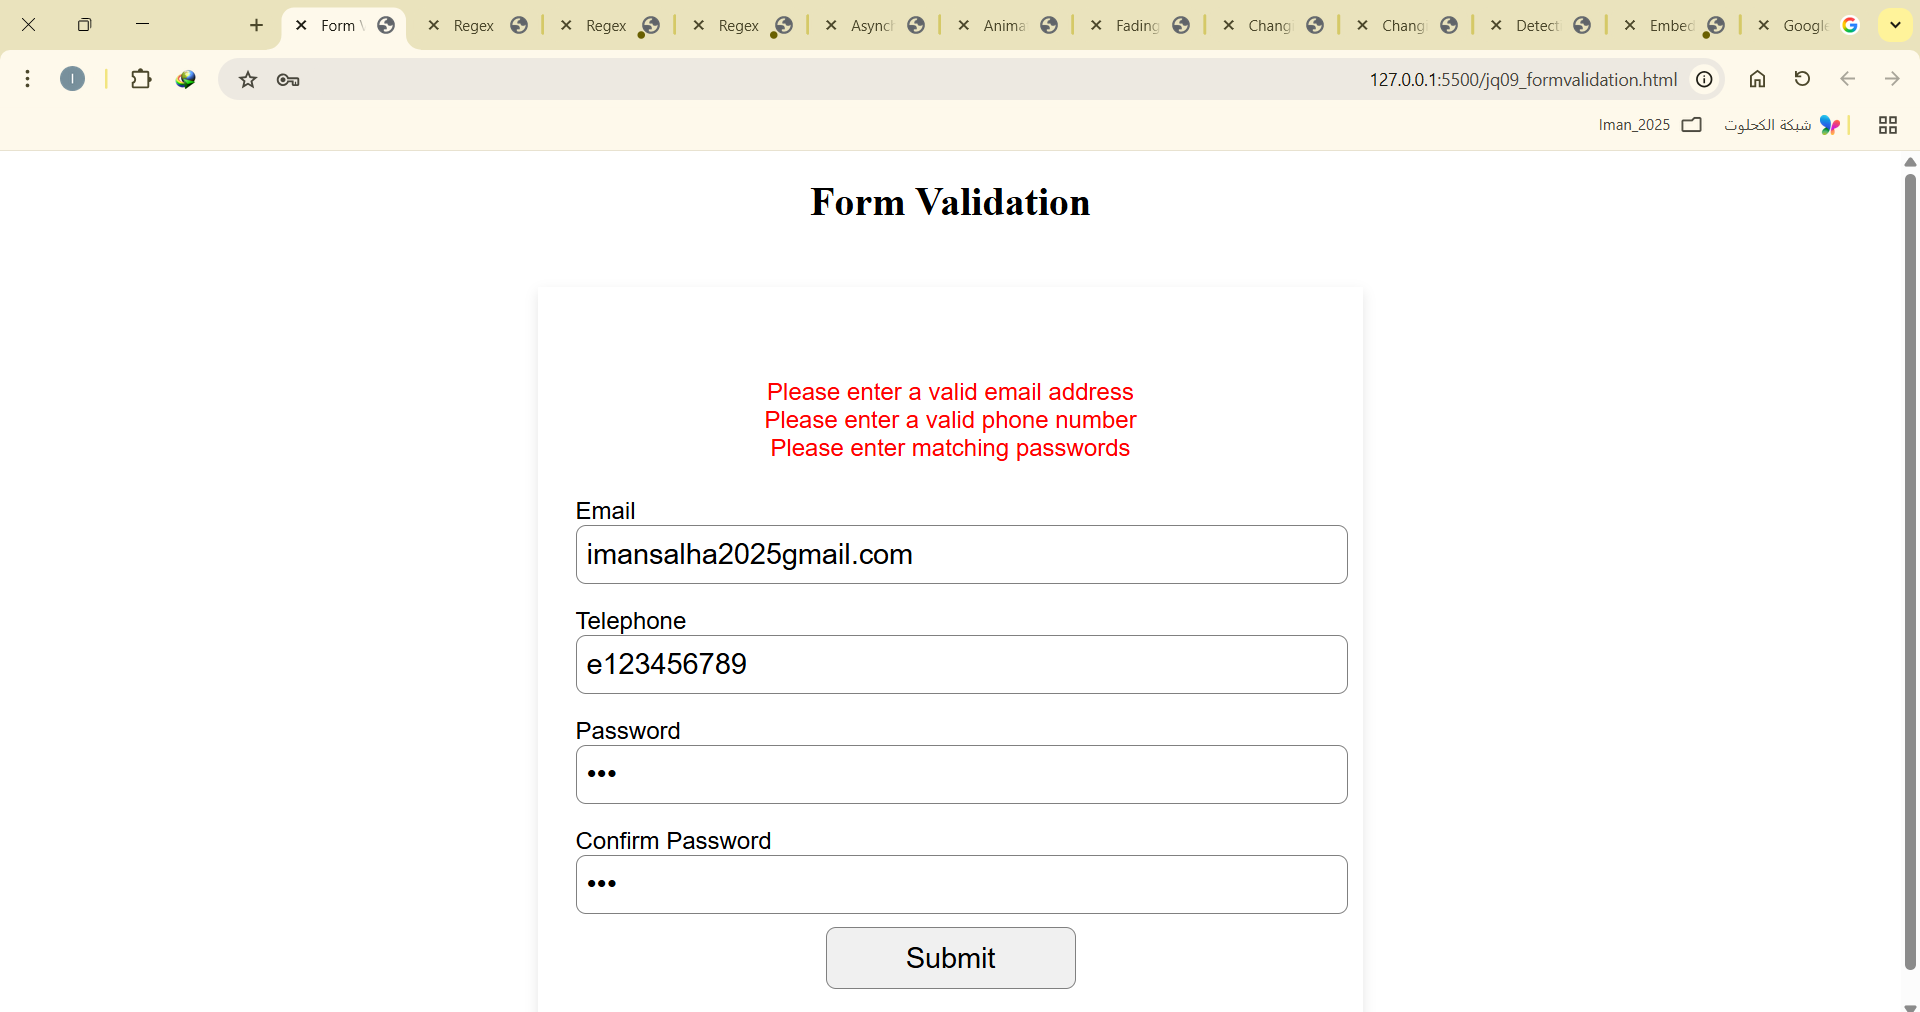 Form \
Regex
Regex
Regex
Asynch
Anima
Fading
Chang
Chang
Detect
Embed
Google
I
127.0.0.1:5500/jq09_formvalidation.html
Iman_2025
شبكة الكحلوت
Form Validation
Please enter a valid email address
Please enter a valid phone number
Please enter matching passwords
Email
imansalha2025gmail.com
Telephone
e123456789
Password
•••
Confirm Password
•••
Submit